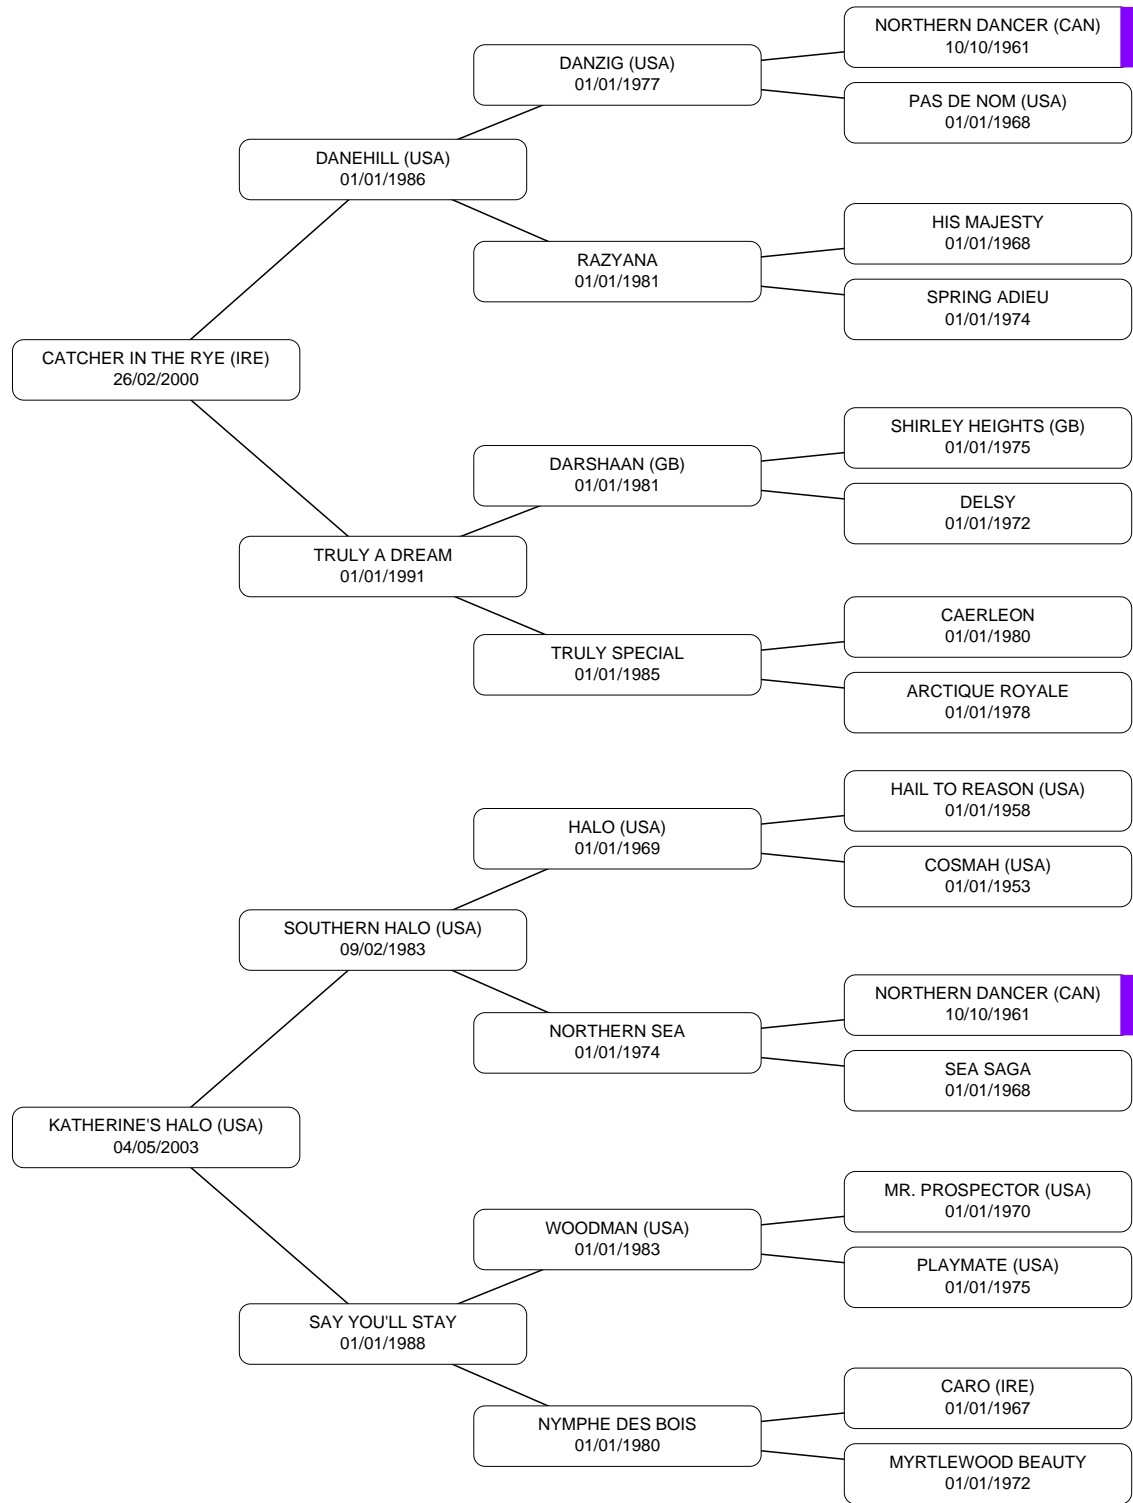 NORTHERN DANCER (CAN)
10/10/1961
DANZIG (USA)
01/01/1977
PAS DE NOM (USA)
01/01/1968
DANEHILL (USA)
01/01/1986
HIS MAJESTY
01/01/1968
RAZYANA
01/01/1981
SPRING ADIEU
01/01/1974
CATCHER IN THE RYE (IRE)
26/02/2000
SHIRLEY HEIGHTS (GB)
01/01/1975
DARSHAAN (GB)
01/01/1981
DELSY
01/01/1972
TRULY A DREAM
01/01/1991
CAERLEON
01/01/1980
TRULY SPECIAL
01/01/1985
ARCTIQUE ROYALE
01/01/1978
HAIL TO REASON (USA)
01/01/1958
HALO (USA)
01/01/1969
COSMAH (USA)
01/01/1953
SOUTHERN HALO (USA)
09/02/1983
NORTHERN DANCER (CAN)
10/10/1961
NORTHERN SEA
01/01/1974
SEA SAGA
01/01/1968
KATHERINE'S HALO (USA)
04/05/2003
MR. PROSPECTOR (USA)
01/01/1970
WOODMAN (USA)
01/01/1983
PLAYMATE (USA)
01/01/1975
SAY YOU'LL STAY
01/01/1988
CARO (IRE)
01/01/1967
NYMPHE DES BOIS
01/01/1980
MYRTLEWOOD BEAUTY
01/01/1972